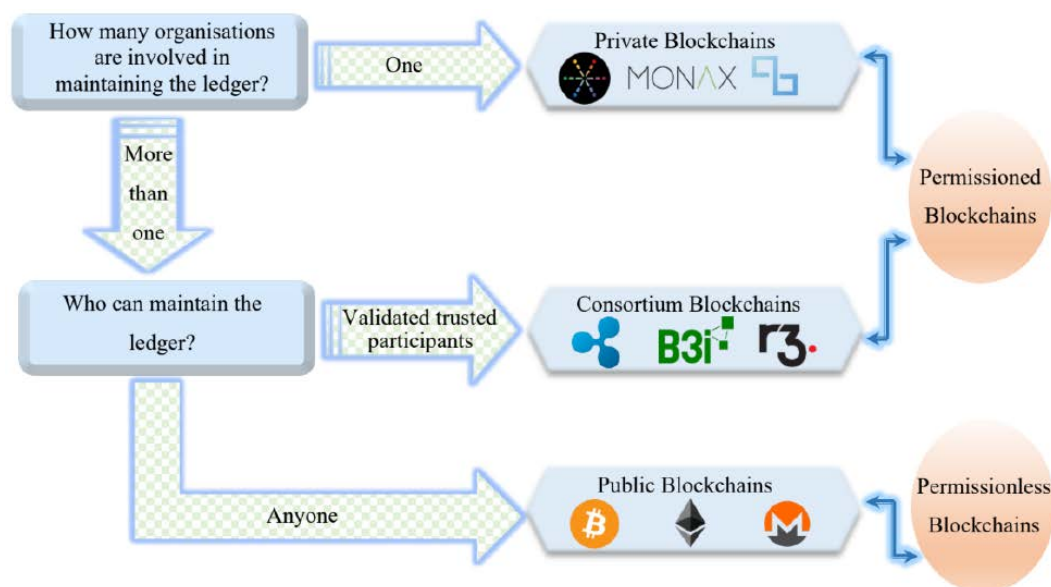 How many organisations
are involved in
maintaining the ledger?
One
Private Blockchains
MONAX
More
than
one
Permissioned
Blockchains
Who can maintain the
ledger?
Validated trusted
participants
Consortium Blockchains
B3i
r3.
Anyone
Public Blockchains
Permissionless
Blockchains